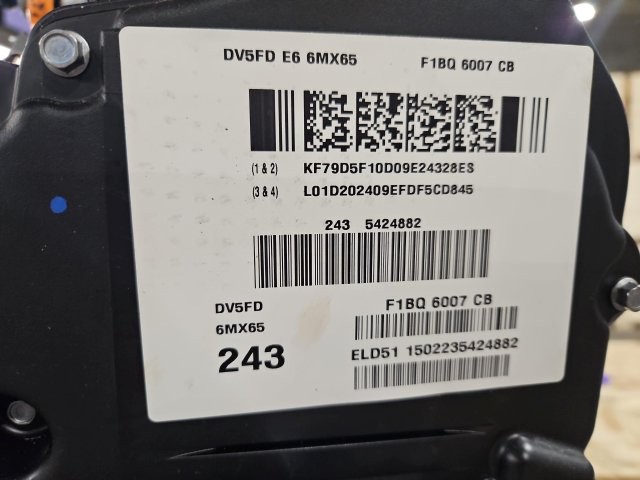 DV5FD E6 6MX65 F1BQ 6007 CB
(1 & 2) KF79D5F10D09E24328ES
(3 & 4) L01D202409EFDF5CD845
243 5424882
DV5FD F1BQ 6007 CB
6MX65
243 ELD51 1502235424882